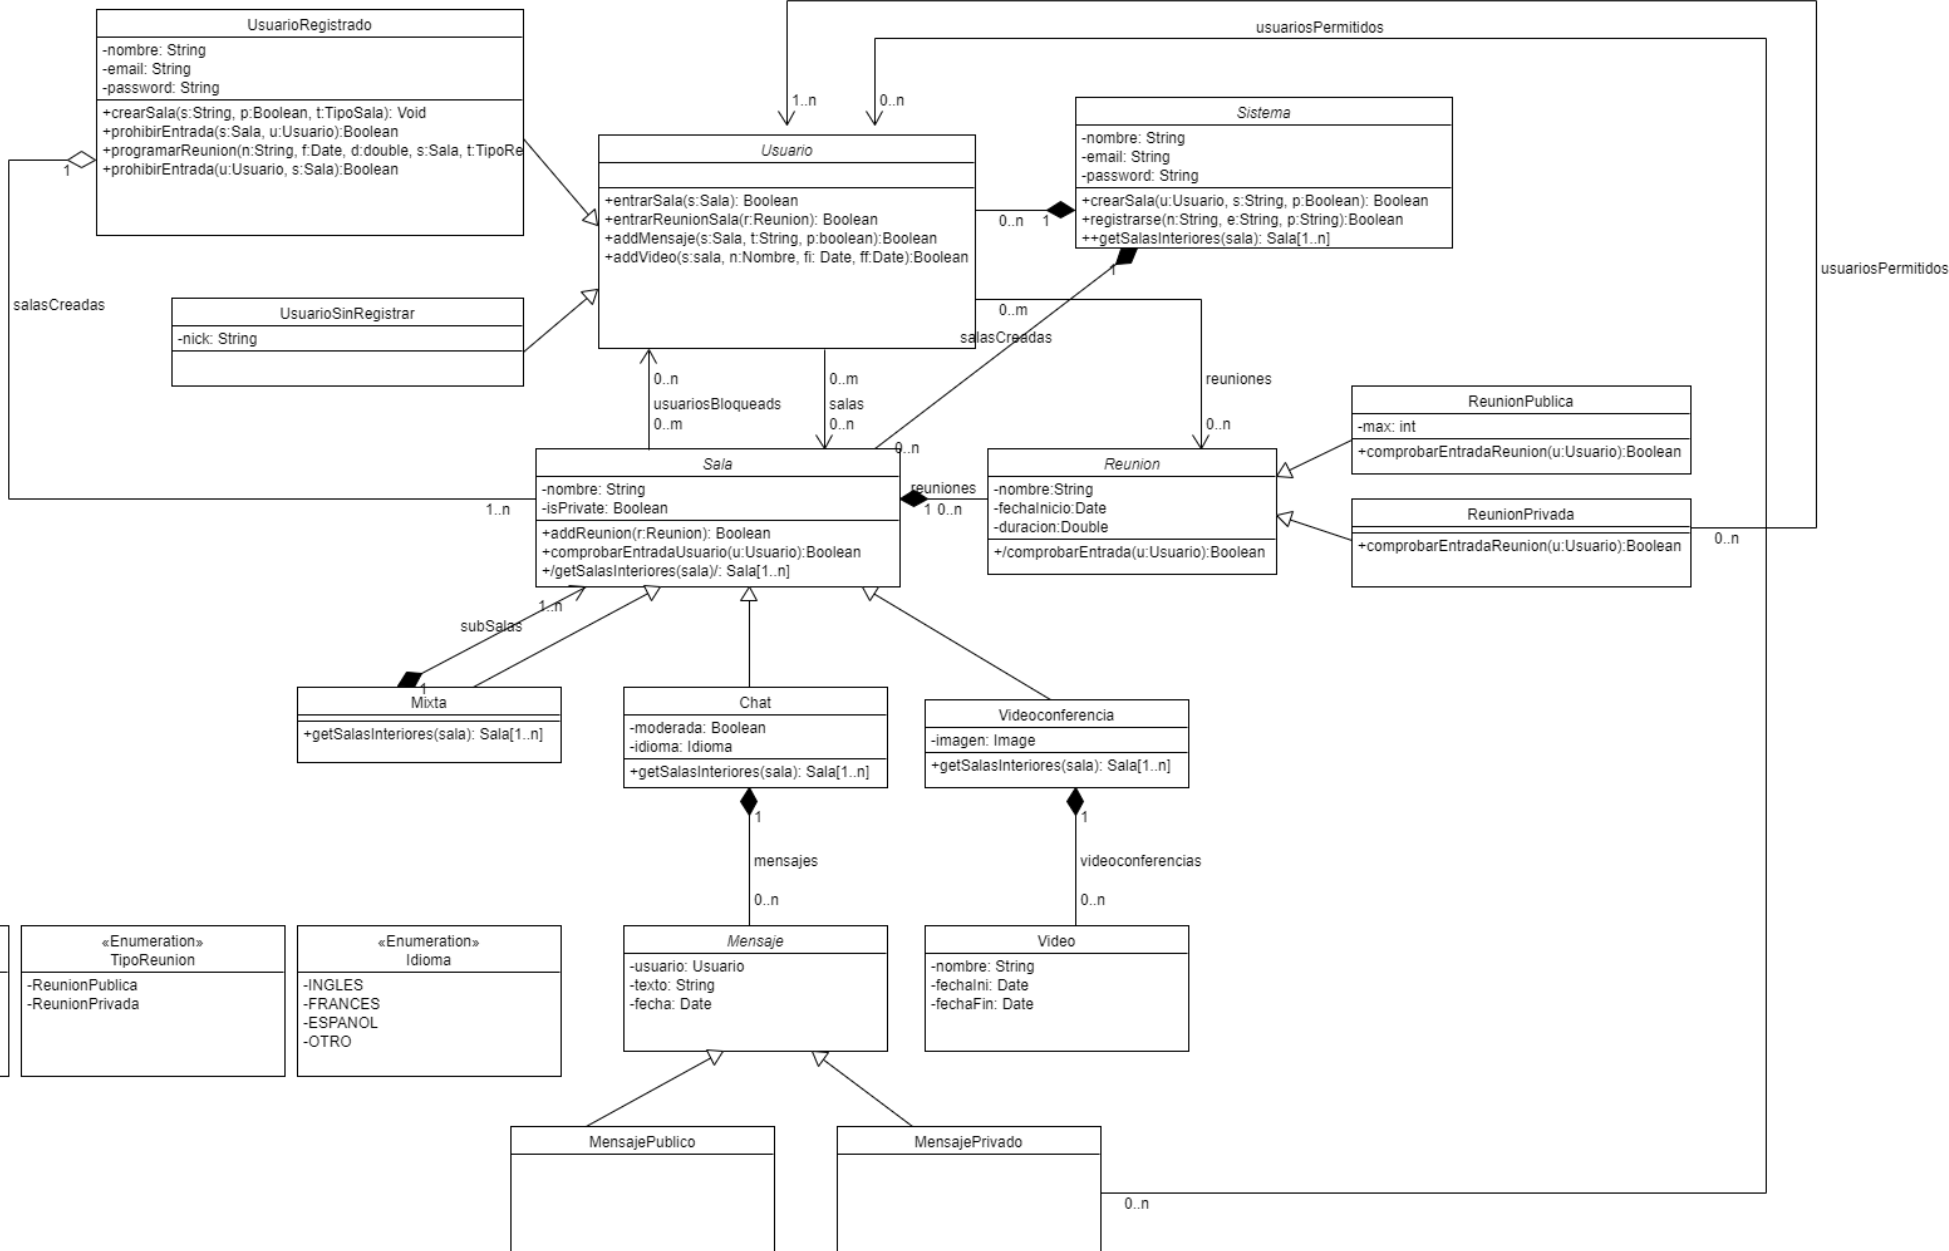 UsuarioRegistrado
-nombre: String
-email: String
-password: String
+crearSala(s:String, p:Boolean, t:TipoSala): Void
+prohibirEntrada(s:Sala, u:Usuario):Boolean
+programarReunion(n:String, f:Date, d:double, s:Sala, t:TipoRe
+prohibirEntrada(u:Usuario, s:Sala):Boolean
1
salasCreadas
1..n
UsuarioSinRegistrar
-nick: String
usuariosPermitidos
1..n
0..n
Usuario
+entrarSala(s:Sala): Boolean
+entrarReunionSala(r:Reunion): Boolean
+addMensaje(s:Sala, t:String, p:boolean):Boolean
+addVideo(s:sala, n:Nombre, fi: Date, ff:Date):Boolean
0..n
1
Sistema
-nombre: String
-email: String
-password: String
+crearSala(u:Usuario, s:String, p:Boolean): Boolean
+registrarse(n:String, e:String, p:String):Boolean
++getSalasInteriores(sala): Sala[1..n]
1
usuariosPermitidos
0..m
salasCreadas
0..n
0..n
usuariosBloqueads
0..m
0..m
salas
0..n
reuniones
0..n
Sala
-nombre: String
-isPrivate: Boolean
+addReunion(r:Reunion): Boolean
+comprobarEntradaUsuario(u:Usuario):Boolean
+/getSalasInteriores(sala)/: Sala[1..n]
reuniones
1 0..n
Reunion
-nombre:String
-fechaInicio:Date
-duracion:Double
+/comprobarEntrada(u:Usuario):Boolean
ReunionPublica
-max: int
+comprobarEntradaReunion(u:Usuario):Boolean
ReunionPrivada
+comprobarEntradaReunion(u:Usuario):Boolean
0..n
1..n
subSalas
1
Mixta
+getSalasInteriores(sala): Sala[1..n]
Chat
-moderada: Boolean
-idioma: Idioma
+getSalasInteriores(sala): Sala[1..n]
Videoconferencia
-imagen: Image
+getSalasInteriores(sala): Sala[1..n]
1
mensajes
0..n
1
videoconferencias
0..n
«Enumeration»
TipoReunion
-ReunionPublica
-ReunionPrivada
«Enumeration»
Idioma
-INGLES
-FRANCES
-ESPANOL
-OTRO
Mensaje
-usuario: Usuario
-texto: String
-fecha: Date
Video
-nombre: String
-fechaIni: Date
-fechaFin: Date
MensajePublico
MensajePrivado
0..n